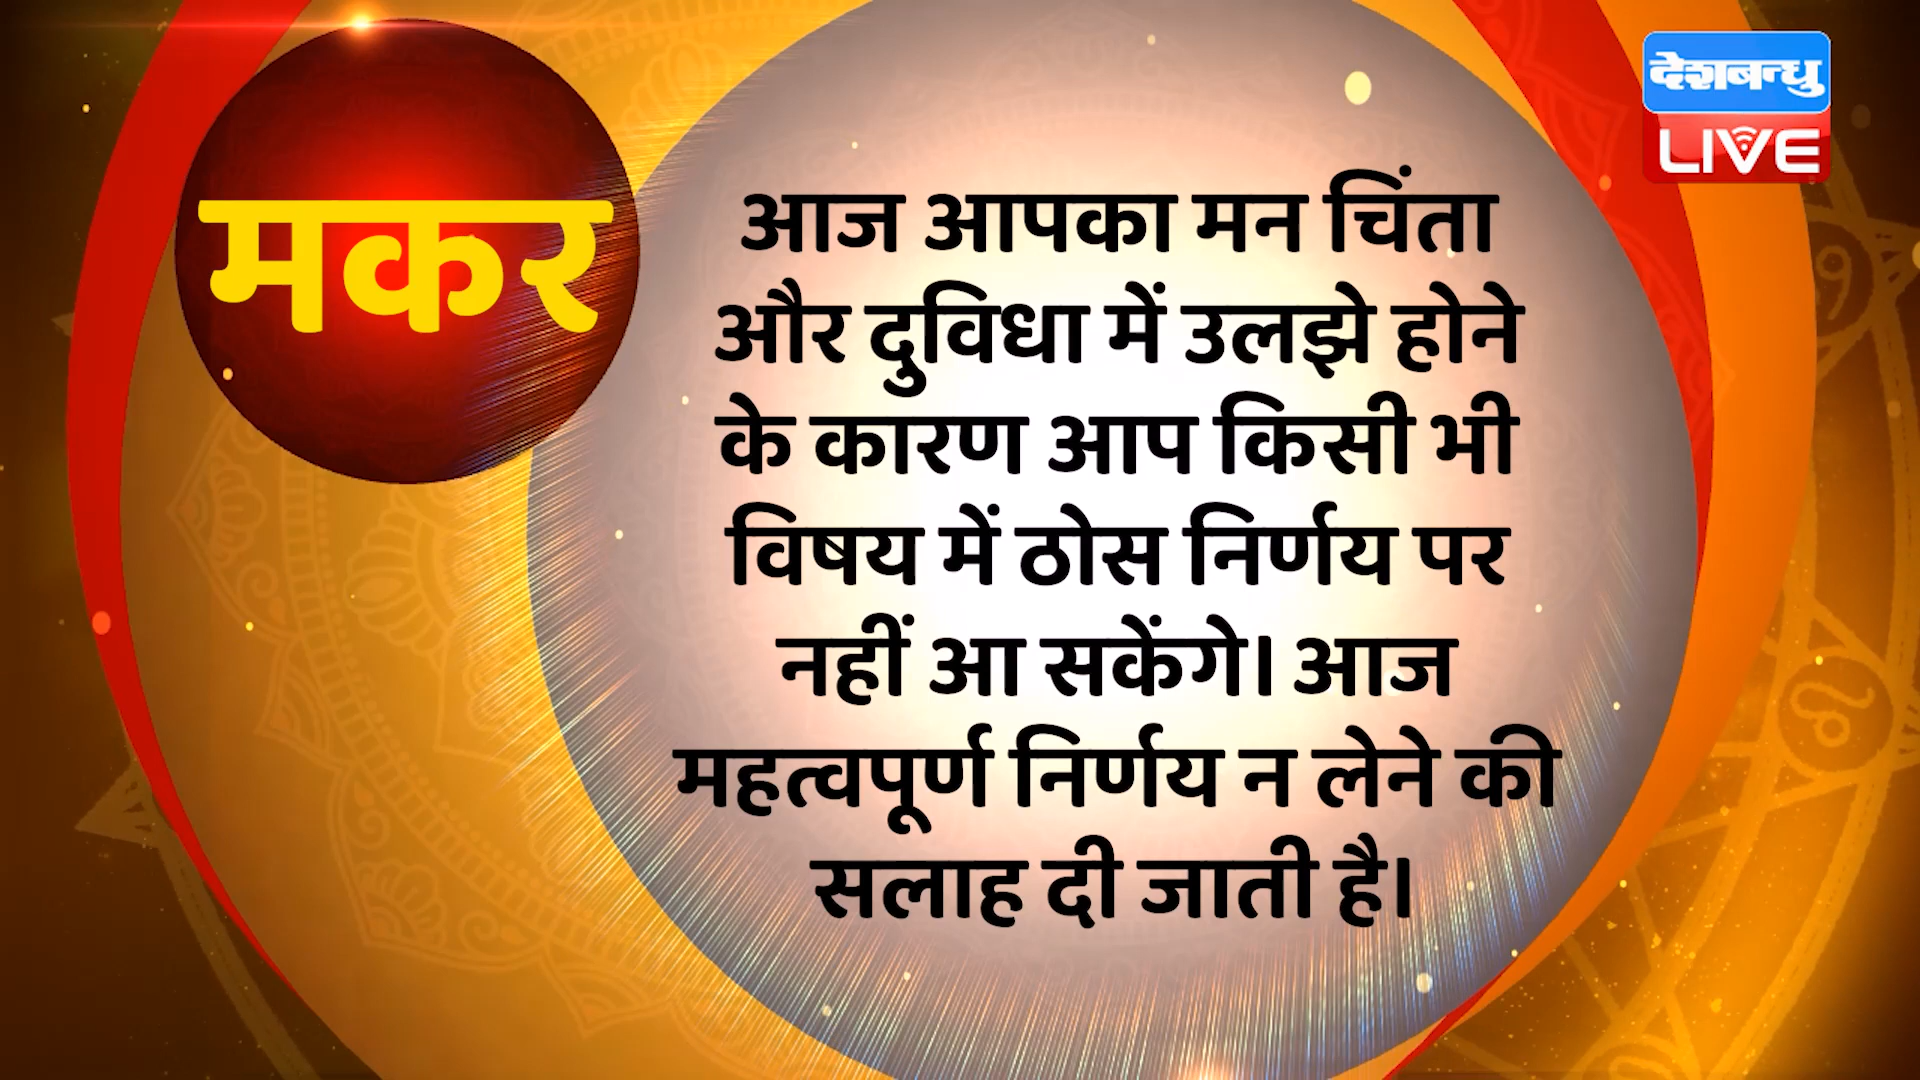 मकर
देशबन्धु
LIVE
आज आपका मन चिंता
और दुविधा में उलझे होने
के कारण आप किसी भी
विषय में ठोस निर्णय पर
नहीं आ सकेंगे। आज
महत्वपूर्ण निर्णय न लेने की
सलाह दी जाती है।